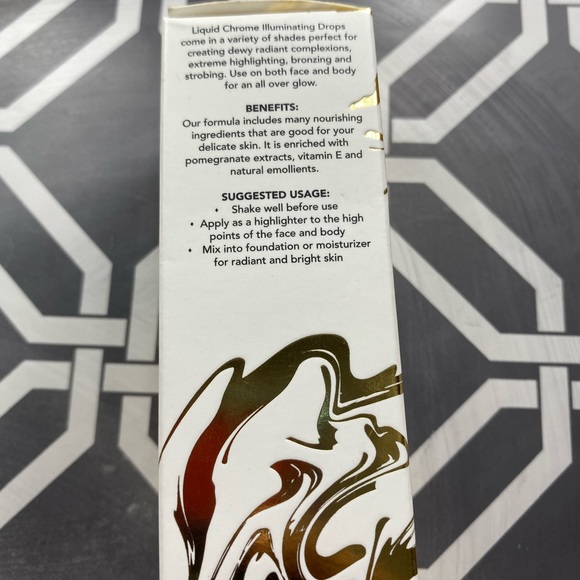 Liquid Chrome Illuminating Drops
come in a variety of shades perfect for
creating dewy radiant complexions,
extreme highlighting, bronzing and
strobing. Use on both face and body
for an all over glow.
BENEFITS:
Our formula includes many nourishing
ingredients that are good for your
delicate skin. It is enriched with
pomegranate extracts, vitamin E and
natural emollients.
SUGGESTED USAGE:
• Shake well before use
• Apply as a highlighter to the high
points of the face and body
• Mix into foundation or moisturizer
for radiant and bright skin